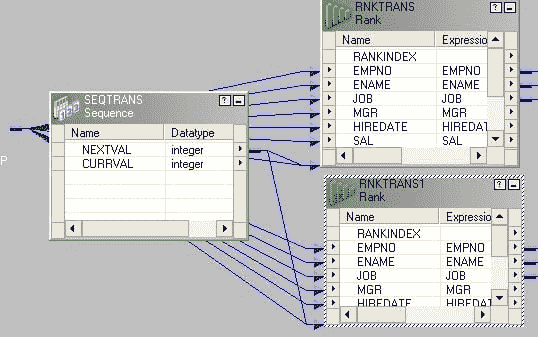 RNKTRANS
Rank
Name Expressio
RANKINDEX
EMPNO EMPNO
ENAME ENAME
JOB JOB
MGR MGR
HIREDATE HIREDAT
SAL SAL
SEQTRANS
Sequence
Name Datatype
NEXTVAL integer
CURRVAL integer
P
RNKTRANS1
Rank
Name Expressio
RANKINDEX
EMPNO EMPNO
ENAME ENAME
JOB JOB
MGR MGR
HIREDATE HIREDAT